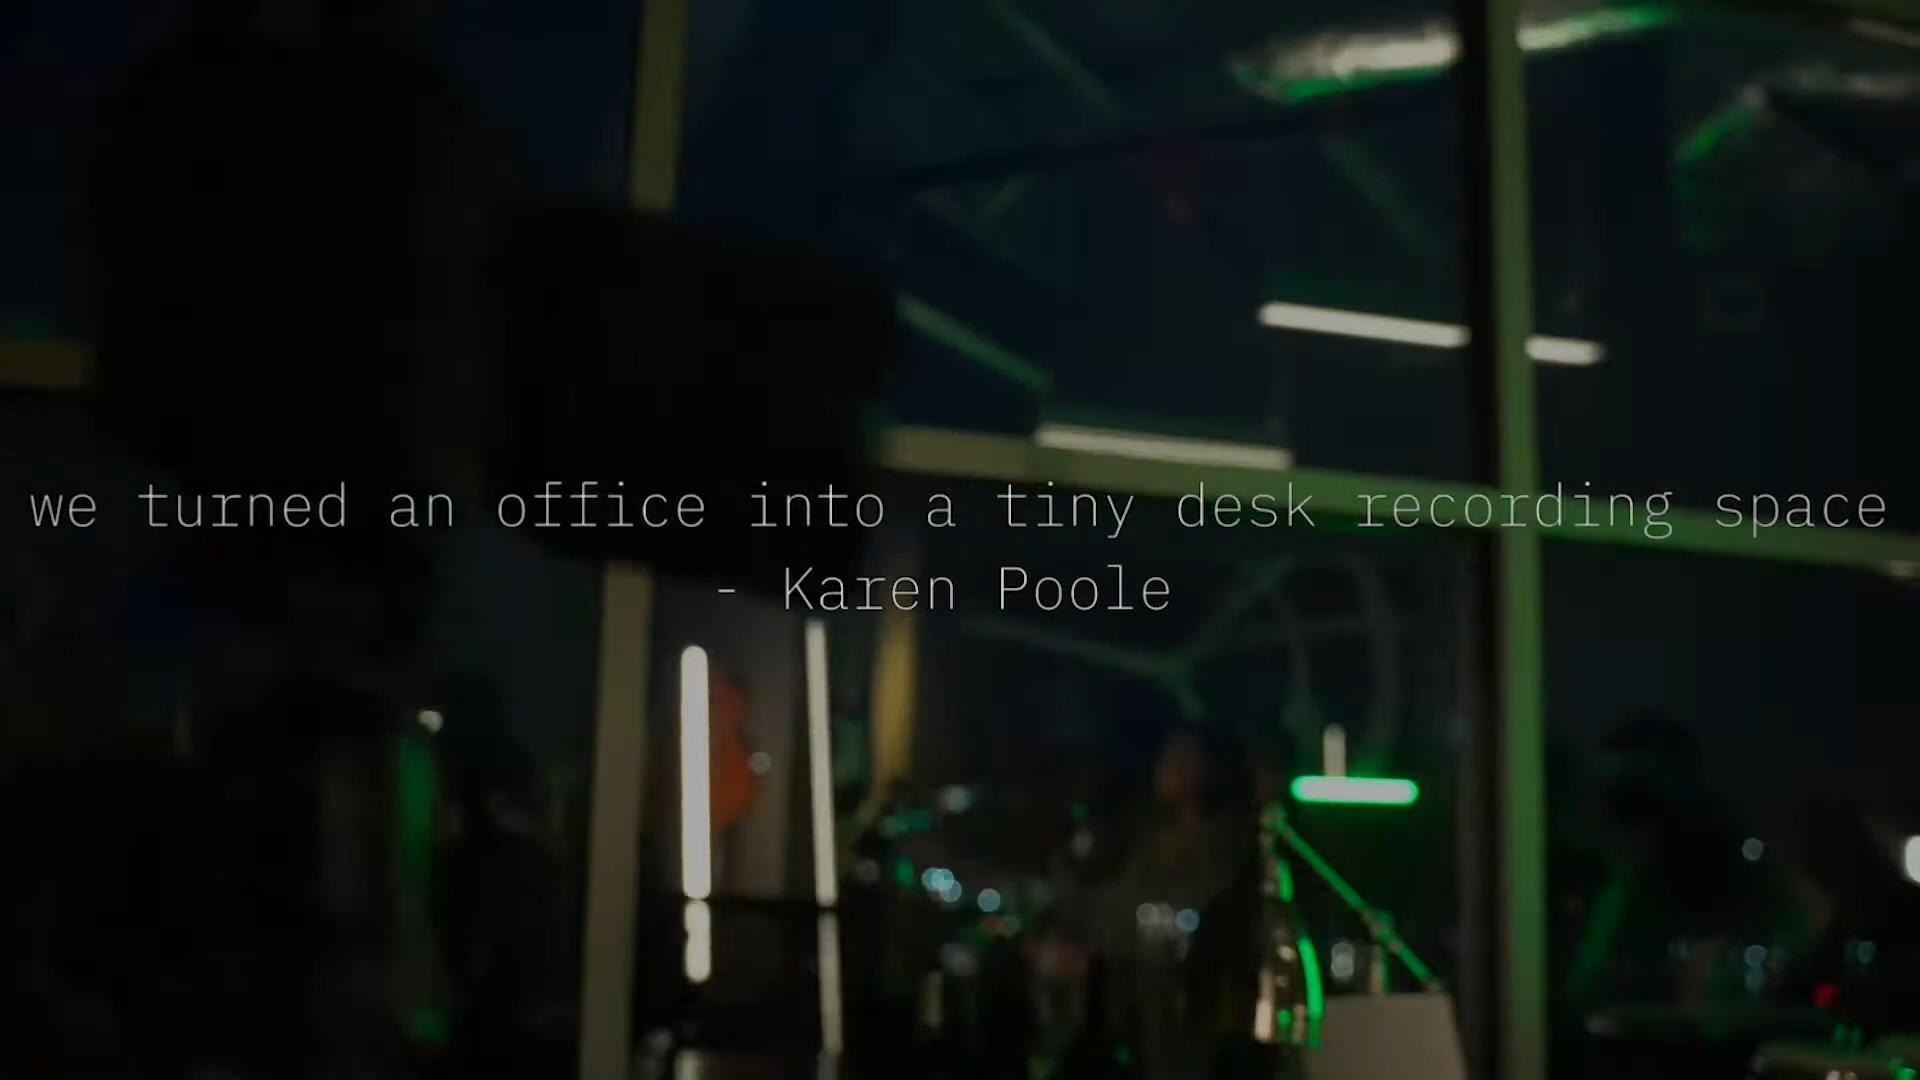 we turned an office into a tiny desk recording space
- Karen Poole